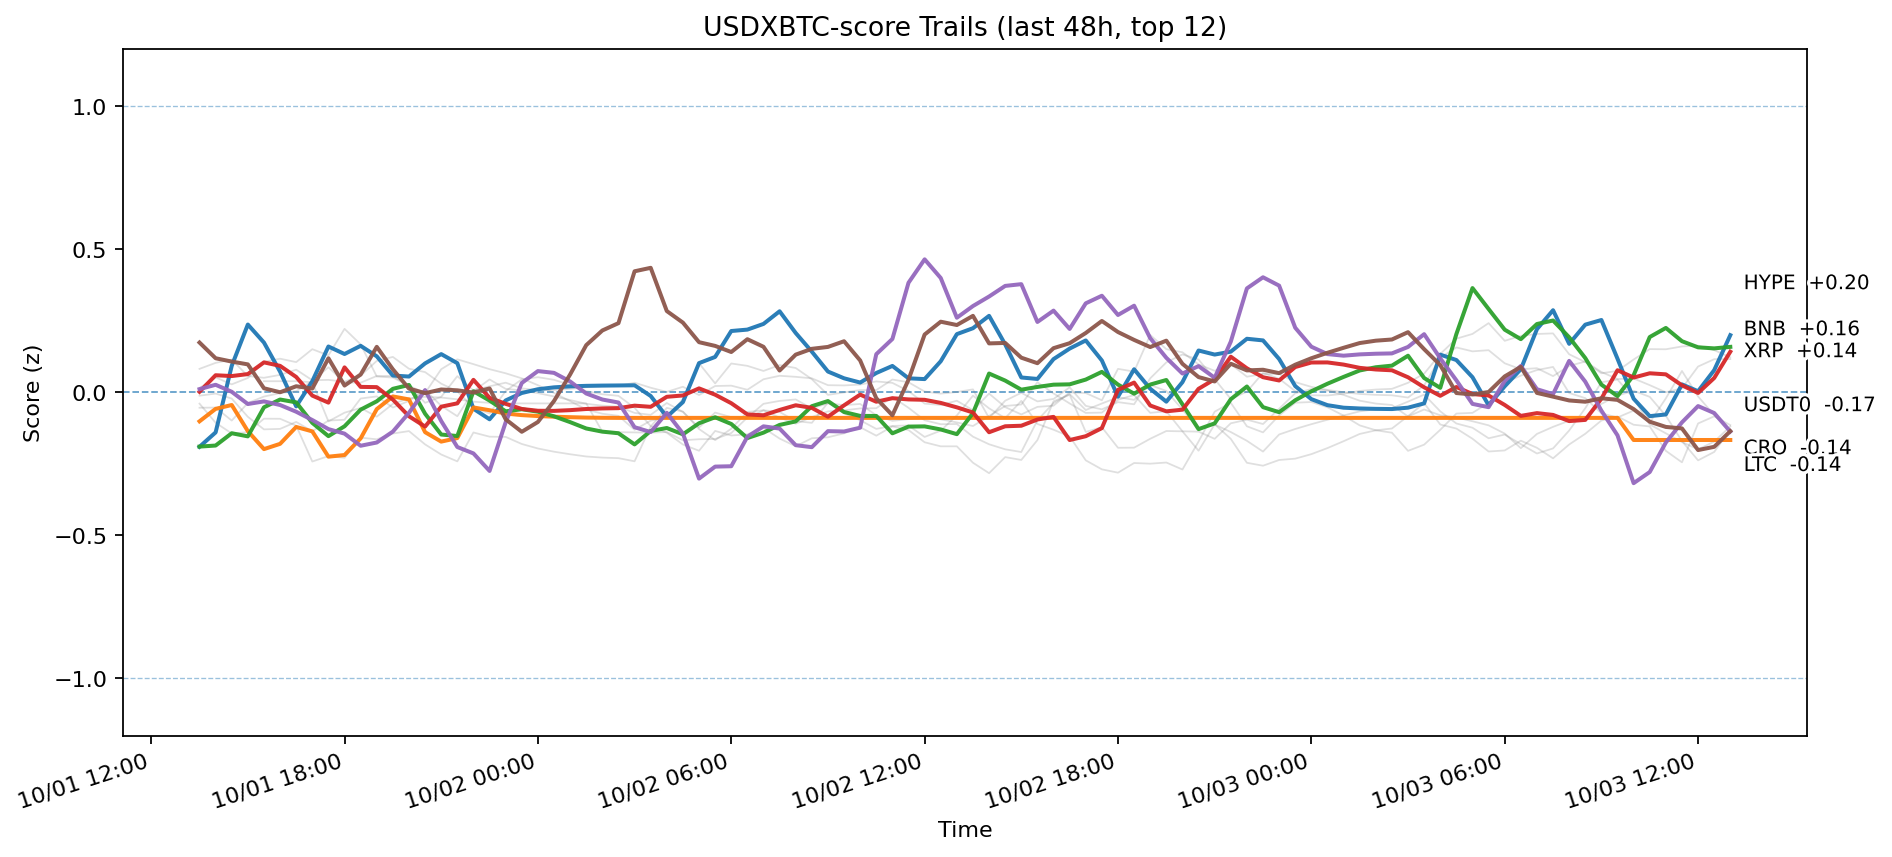 USDXBTC-score Trails (last 48h, top 12)
Score (z)
1.0
0.5
0.0
−0.5
−1.0
HYPE +0.20
BNB +0.16
XRP +0.14
USDT0 -0.17
CRO -0.14
LTC -0.14
10/01 12:00
10/01 18:00
10/02 00:00
10/02 06:00
10/02 12:00
10/02 18:00
10/03 00:00
10/03 06:00
10/03 12:00
Time